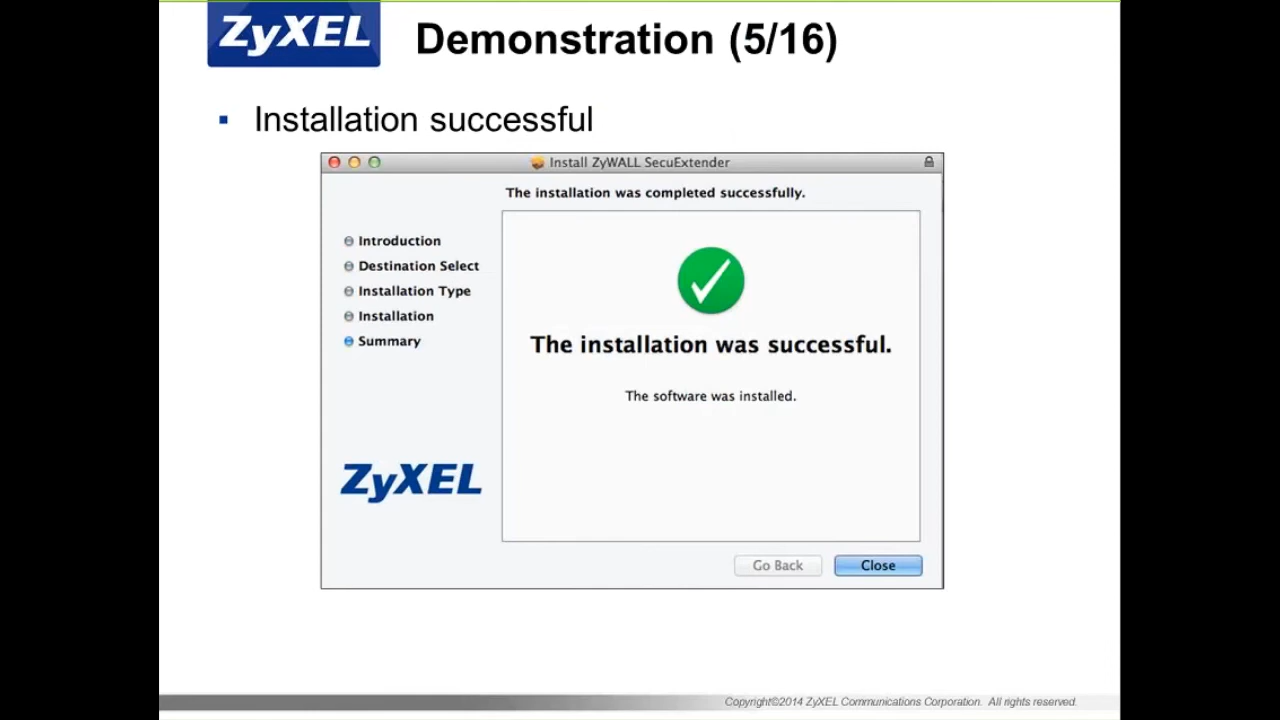 ZyXEL
Demonstration (5/16)
▪ Installation successful
Install ZyWALL SecuExtender
The installation was completed successfully.
Introduction
Destination Select
Installation Type
Installation
Summary
The installation was successful.
The software was installed.
ZyXEL
Go Back
Close
Copyright©2014 ZyXEL Communications Corporation. All rights reserved.